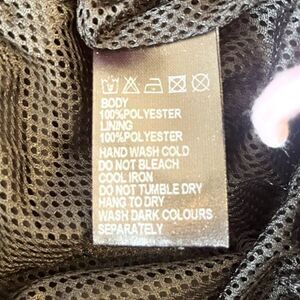 BODY
100%POLYESTER
LINING
100%POLYESTER
HAND WASH COLD
DO NOT BLEACH
COOL IRON
DO NOT TUMBLE DRY
HANG TO DRY
WASH DARK COLOURS
SEPARATELY